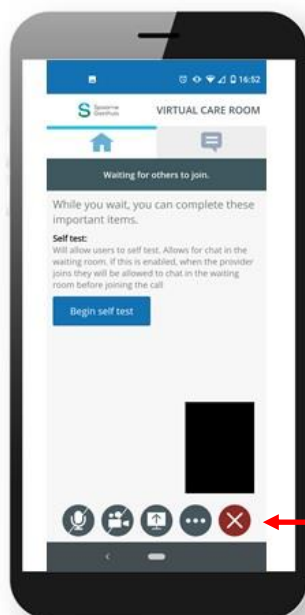 16:52
Spaarne
Gasthuis
VIRTUAL CARE ROOM
Waiting for others to join.
While you wait, you can complete these
important items.
Self test:
Will allow users to self test. Allows for chat in the
waiting room. if this is enabled, when the provider
joins they will be allowed to chat in the waiting
room before joining the call
Begin self test